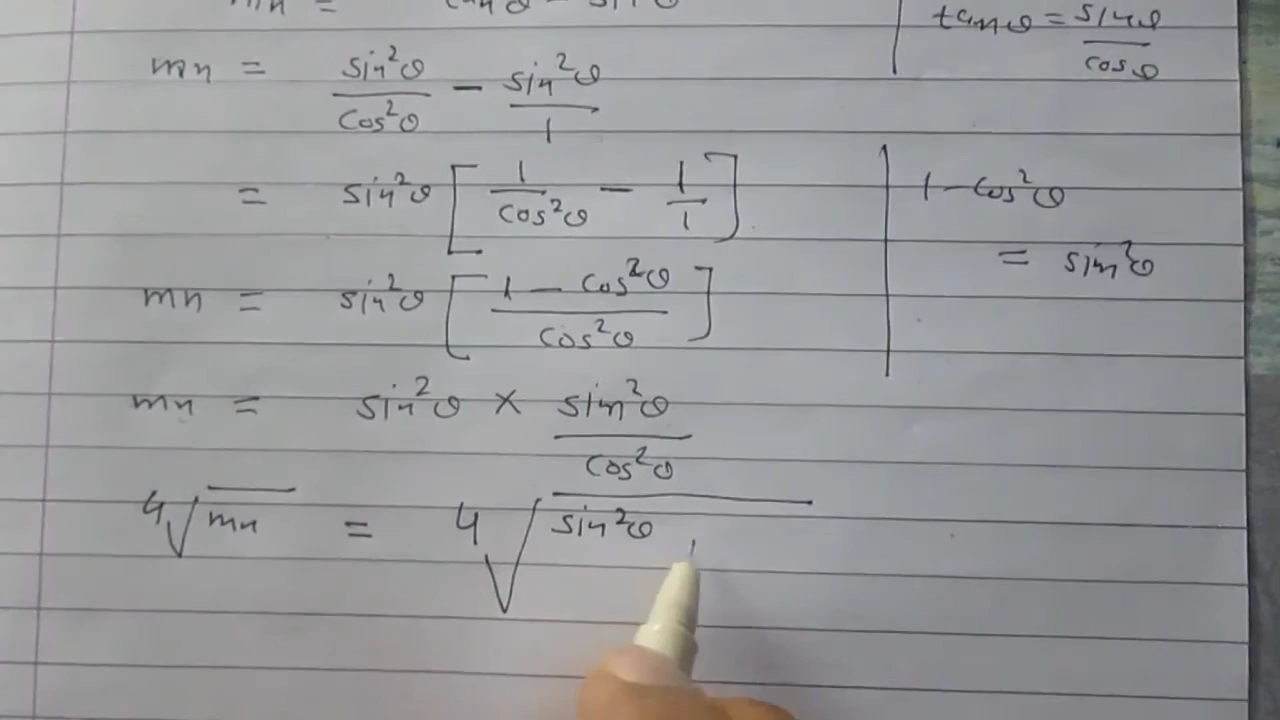 tanθ = sinθ / cosθ
mn = sin²θ / cos²θ − sin²θ / 1
= sin²θ [ 1 / cos²θ − 1 / 1 ]
1 − cos²θ
= sin²θ
mn = sin²θ [ 1 − cos²θ / cos²θ ]
mn = sin²θ × sin²θ / cos²θ
4√mn = 4√sin²θ